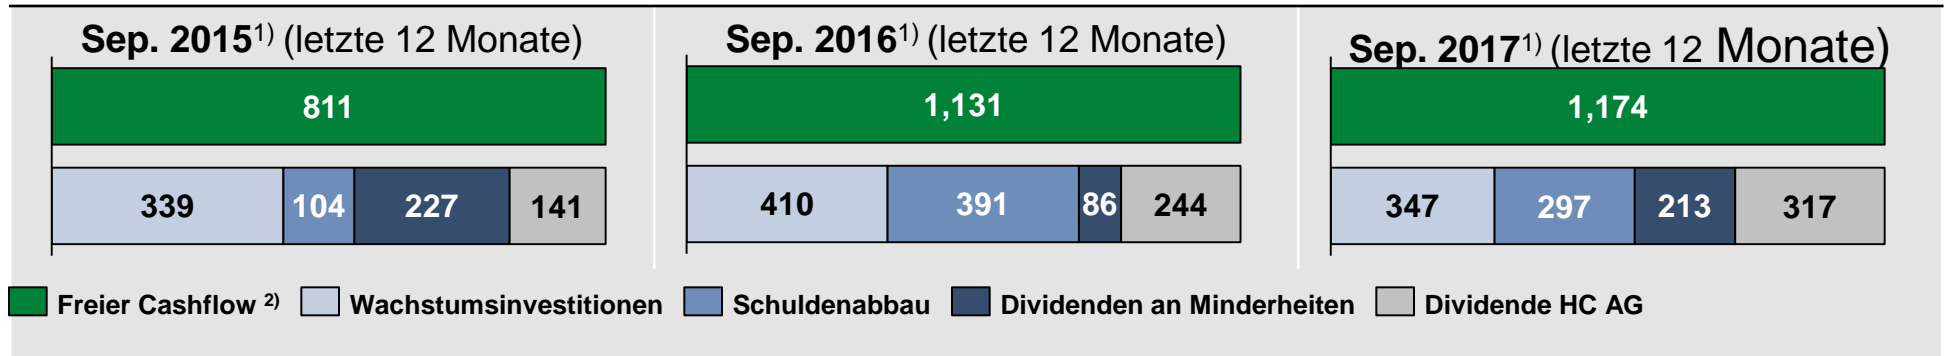 Sep. 2015¹⁾ (letzte 12 Monate)
811
339 104 227 141
Sep. 2016¹⁾ (letzte 12 Monate)
1,131
410 391 86 244
Sep. 2017¹⁾ (letzte 12 Monate)
1,174
347 297 213 317
Freier Cashflow ²⁾ Wachstumsinvestitionen Schuldenabbau Dividenden an Minderheiten Dividende HC AG